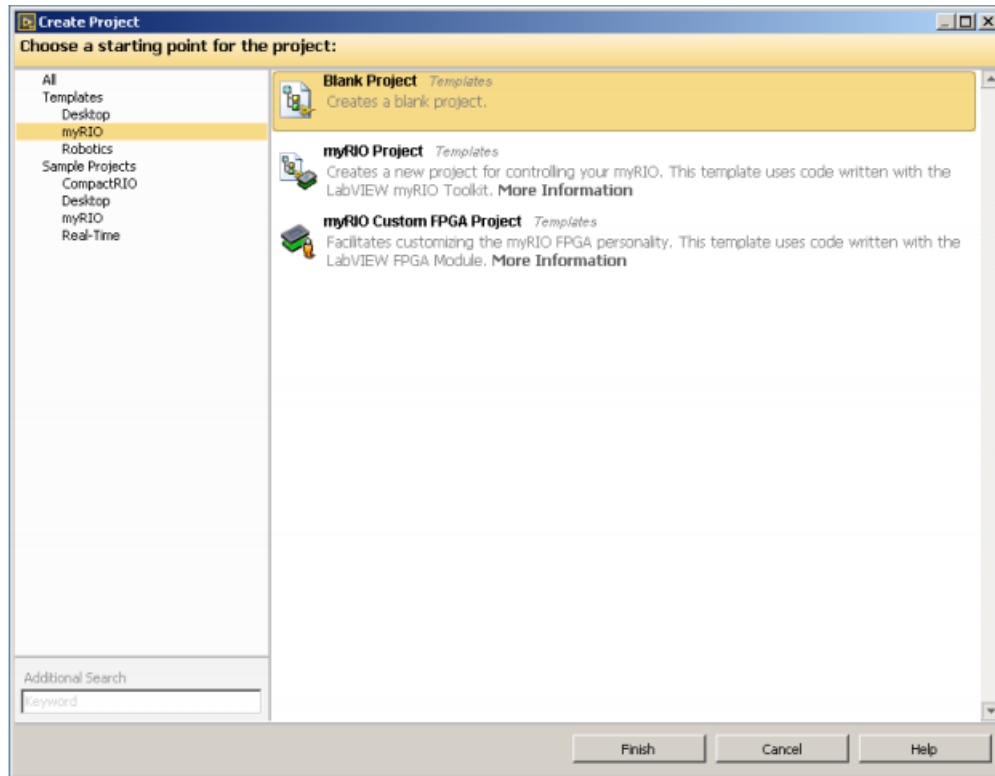 Create Project
Choose a starting point for the project:
All
Templates
Desktop
myRIO
Robotics
Sample Projects
CompactRIO
Desktop
myRIO
Real-Time
Blank Project Templates
Creates a blank project.
myRIO Project Templates
Creates a new project for controlling your myRIO. This template uses code written with the
LabVIEW myRIO Toolkit. More Information
myRIO Custom FPGA Project Templates
Facilitates customizing the myRIO FPGA personality. This template uses code written with the
LabVIEW FPGA Module. More Information
Additional Search
Keyword
Finish
Cancel
Help